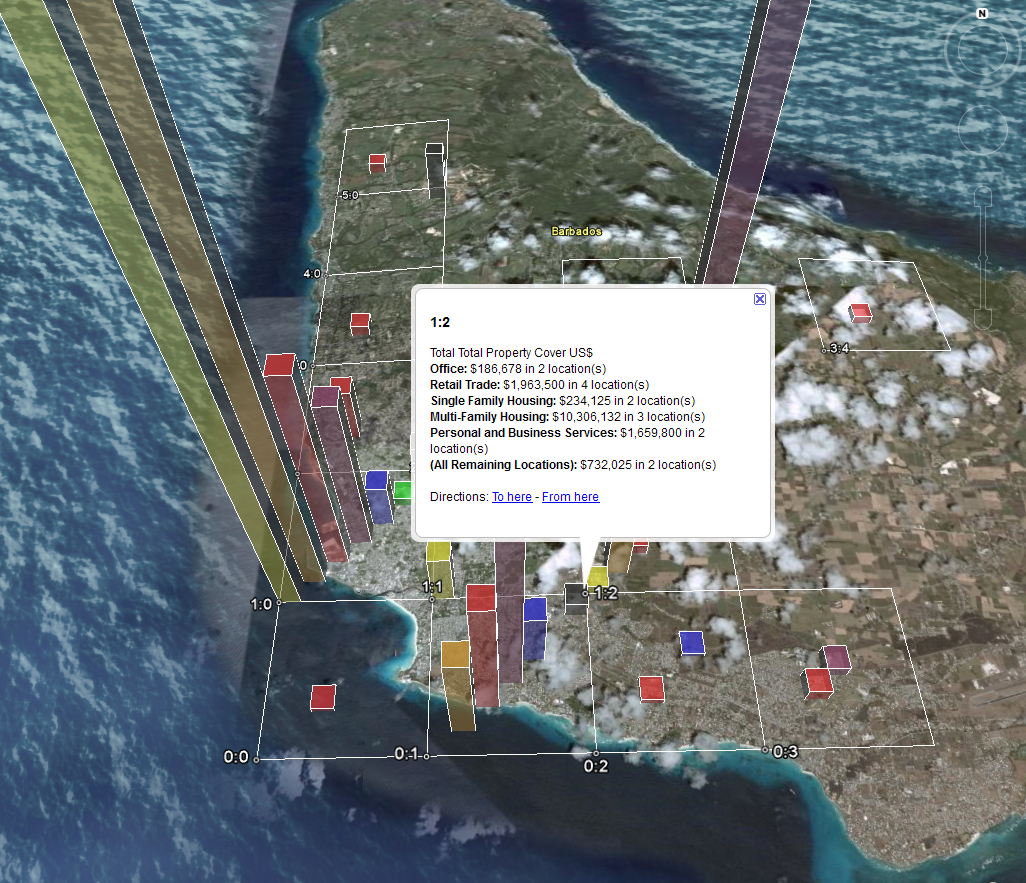 N
5:0
Barbados
4:0
3:4
:0
1:2
Total Total Property Cover US$
Office: $186,678 in 2 location(s)
Retail Trade: $1,963,500 in 4 location(s)
Single Family Housing: $234,125 in 2 location(s)
Multi-Family Housing: $10,306,132 in 3 location(s)
Personal and Business Services: $1,659,800 in 2
location(s)
(All Remaining Locations): $732,025 in 2 location(s)
Directions: To here - From here
1:0
1:1
1:2
0:0
0:1
0:2
0:3